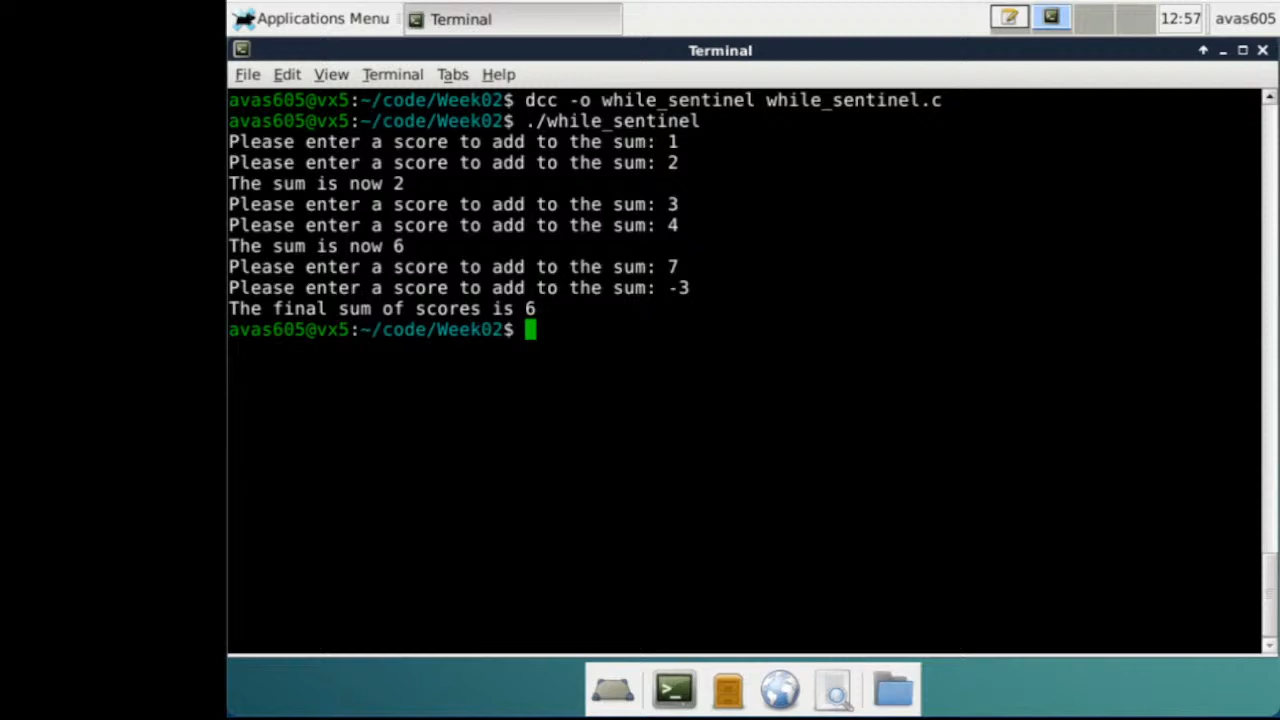 Applications Menu Terminal 12:57 avas605
Terminal
File Edit View Terminal Tabs Help
avas605@vx5:~/code/Week02$ dcc -o while_sentinel while_sentinel.c
avas605@vx5:~/code/Week02$ ./while_sentinel
Please enter a score to add to the sum: 1
Please enter a score to add to the sum: 2
The sum is now 2
Please enter a score to add to the sum: 3
Please enter a score to add to the sum: 4
The sum is now 6
Please enter a score to add to the sum: 7
Please enter a score to add to the sum: -3
The final sum of scores is 6
avas605@vx5:~/code/Week02$